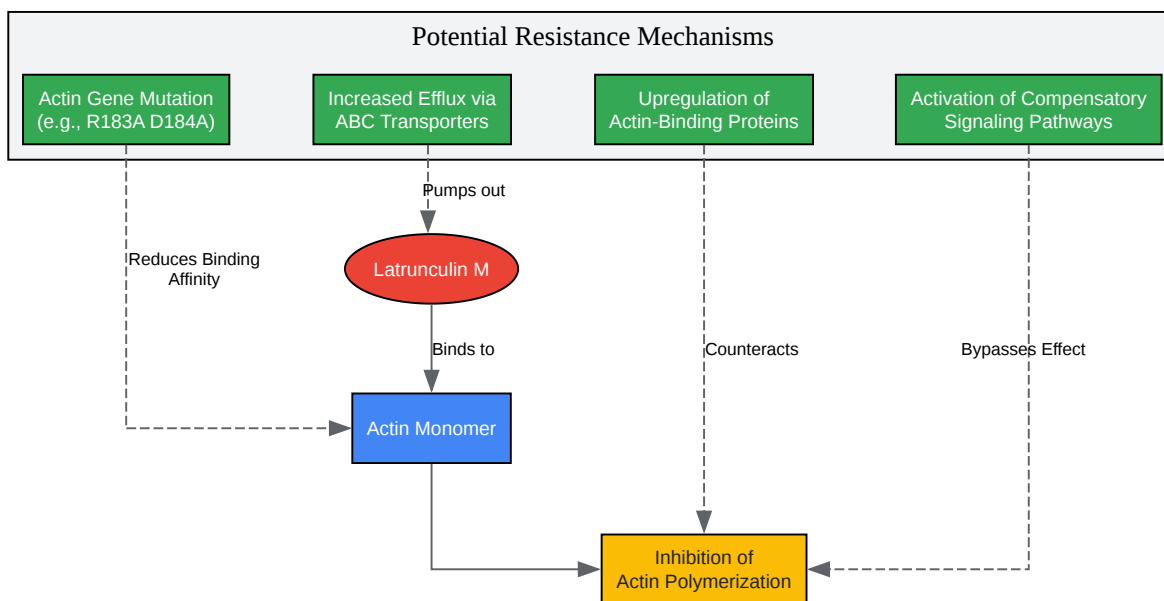 Potential Resistance Mechanisms
Actin Gene Mutation
(e.g., R183A D184A)
Increased Efflux via
ABC Transporters
Upregulation of
Actin-Binding Proteins
Activation of Compensatory
Signaling Pathways
Pumps out
Reduces Binding
Affinity
Latrunculin M
Binds to
Counteracts
Bypasses Effect
Actin Monomer
Inhibition of
Actin Polymerization